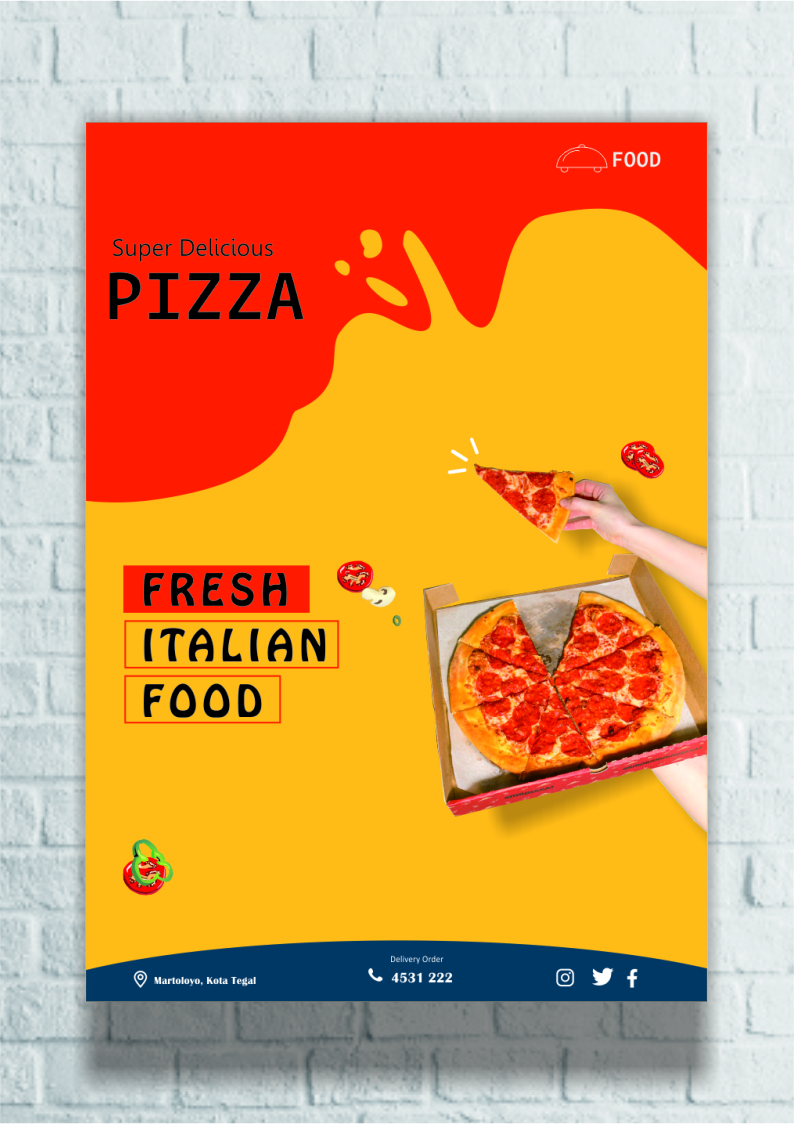 FOOD
Super Delicious
PIZZA
FRESH
ITALIAN
FOOD
Delivery Order
Martoloyo, Kota Tegal
4531 222